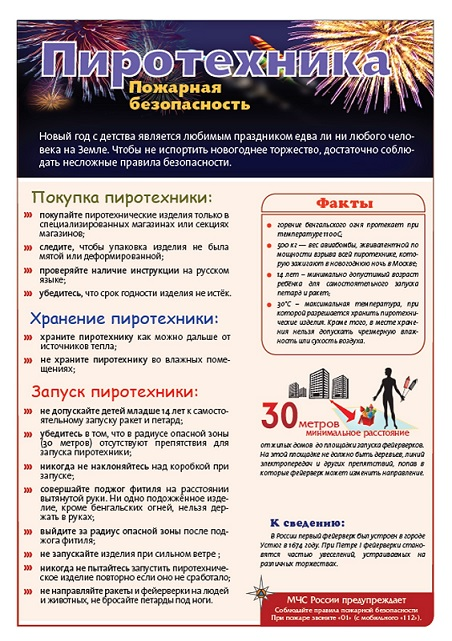 Пиротехника
Пожарная
безопасность
Новый год с детства является любимым праздником едва ли ни любого чело-
века на Земле. Чтобы не испортить новогоднее торжество, достаточно соблю-
дать несложные правила безопасности.
Покупка пиротехники:
покупайте пиротехнические изделия только в
специализированных магазинах или секциях
магазинов;
следите, чтобы упаковка изделия не была
мятой или деформированной;
проверяйте наличие инструкции на русском
языке;
убедитесь, что срок годности изделия не истёк.
Хранение пиротехники:
храните пиротехнику как можно дальше от
источников тепла;
не храните пиротехнику во влажных поме-
щениях;
Запуск пиротехники:
не допускайте детей младше 14 лет к самосто-
ятельному запуску ракет и петард;
убедитесь в том, что в радиусе опасной зоны
(30 метров) отсутствуют препятствия для
запуска пиротехники;
никогда не наклоняйтесь над коробкой при
запуске;
совершайте поджог фитиля на расстоянии
вытянутой руки. Ни одно подожжённое изде-
лие, кроме бенгальских огней, нельзя дер-
жать в руках;
выйдите за радиус опасной зоны после под-
жога фитиля;
не запускайте изделия при сильном ветре ;
никогда не пытайтесь запустить пиротехниче-
ское изделие повторно если оно не сработало;
не направляйте ракеты и фейерверки на людей
и животных, не бросайте петарды под ноги.
Факты
горение бенгальского огня протекает при
температуре 1100С;
500 кг — вес авиабомбы, эквивалентной по
мощности взрыва всей пиротехнике, кото-
рую зажигают в новогоднюю ночь в Москве;
14 лет – минимально допустимый возраст
ребёнка для самостоятельного запуска
петард и ракет;
30°С – максимальная температура, при
которой разрешается хранить пиротехни-
ческие изделия. Кроме того, в месте хране-
ния нельзя допускать чрезмерную влаж-
ность или сухость воздуха.
30 метров
минимальное расстояние
от жилых домов до площадки запуска фейерверков.
На этой площадке не должно быть деревьев, линий
электропередач и других препятствий, попав в
которые фейерверк может изменить направление.
К сведению:
В России первый фейерверк был устроен в городе
Устюг в 1674 году. При Петре I фейерверки стано-
вятся частью увеселений, устраиваемых на
различных торжествах.
МЧС России предупреждает
Соблюдайте правила пожарной безопасности
При пожаре звоните «01» (с мобильного «112»).